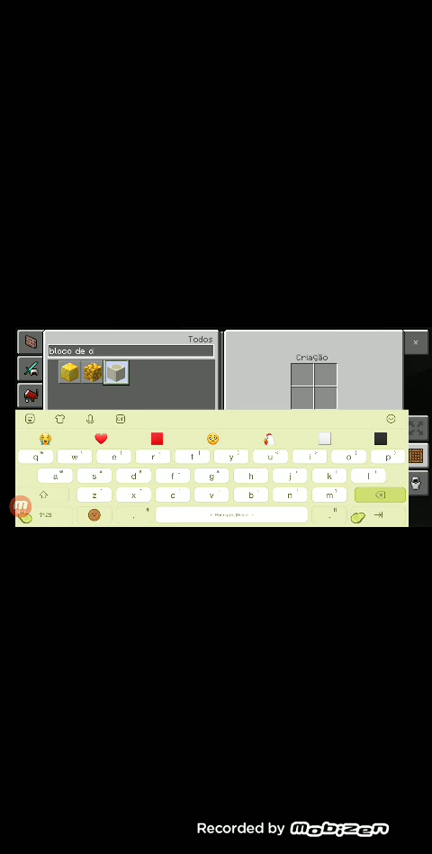 Todos
bloco de o
Criação
q w e r t y u i o p
a s d f g h j k l
z x c v b n m
Recorded by Mobizen